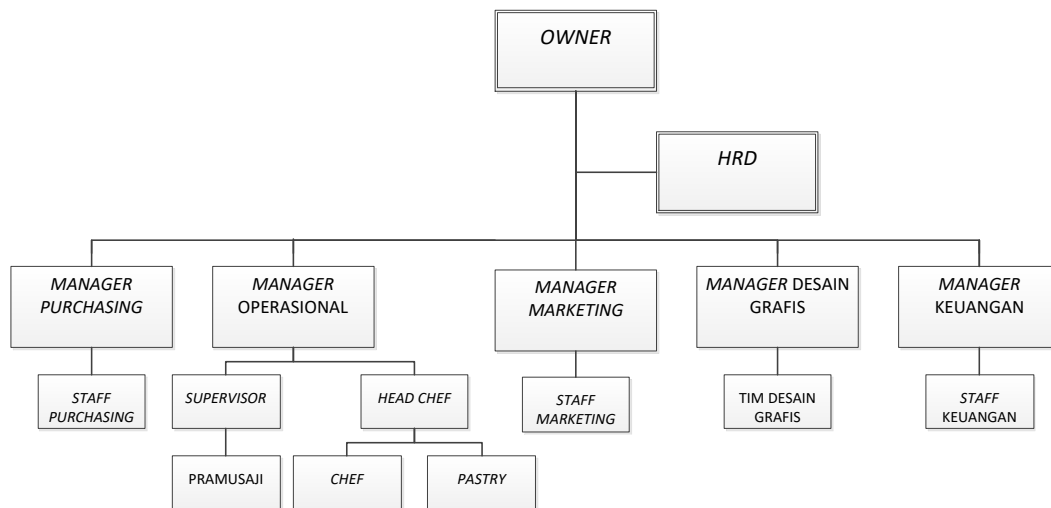 OWNER
HRD
MANAGER
PURCHASING
MANAGER
OPERASIONAL
MANAGER
MARKETING
MANAGER DESAIN
GRAFIS
MANAGER
KEUANGAN
STAFF
PURCHASING
SUPERVISOR
HEAD CHEF
STAFF
MARKETING
TIM DESAIN
GRAFIS
STAFF
KEUANGAN
PRAMUSAJI
CHEF
PASTRY